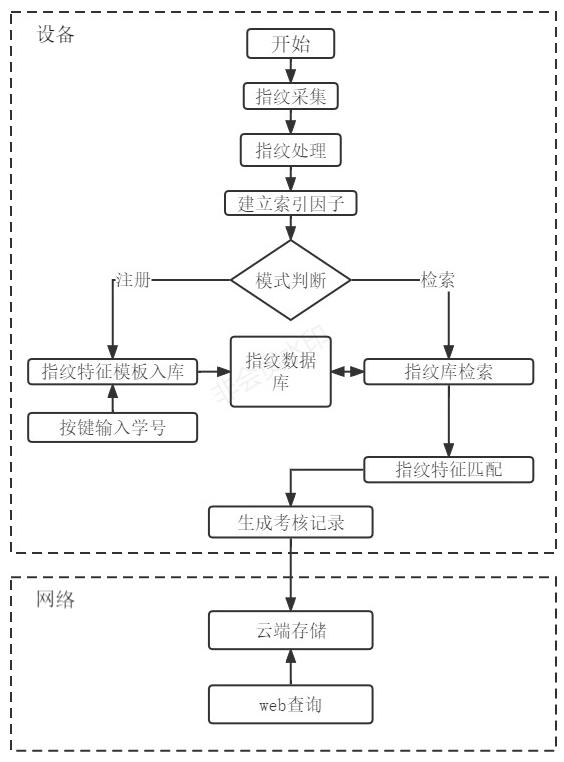 设备
开始
指纹采集
指纹处理
建立索引因子
模式判断
注册
检索
指纹特征模板入库
指纹数据
库
指纹库检索
按键输入学号
指纹特征匹配
生成考核记录
网络
云端存储
web查询